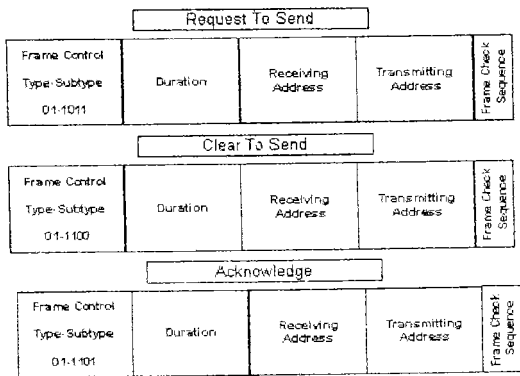 Request To Send
Frame Control
Type-Subtype
01-1011
Duration
Receiving
Address
Transmitting
Address
Frame Check
Sequence
Clear To Send
Frame Control
Type-Subtype
01-1100
Duration
Receiving
Address
Transmitting
Address
Frame Check
Sequence
Acknowledge
Frame Control
Type-Subtype
01-1101
Duration
Receiving
Address
Transmitting
Address
Frame Check
Sequence